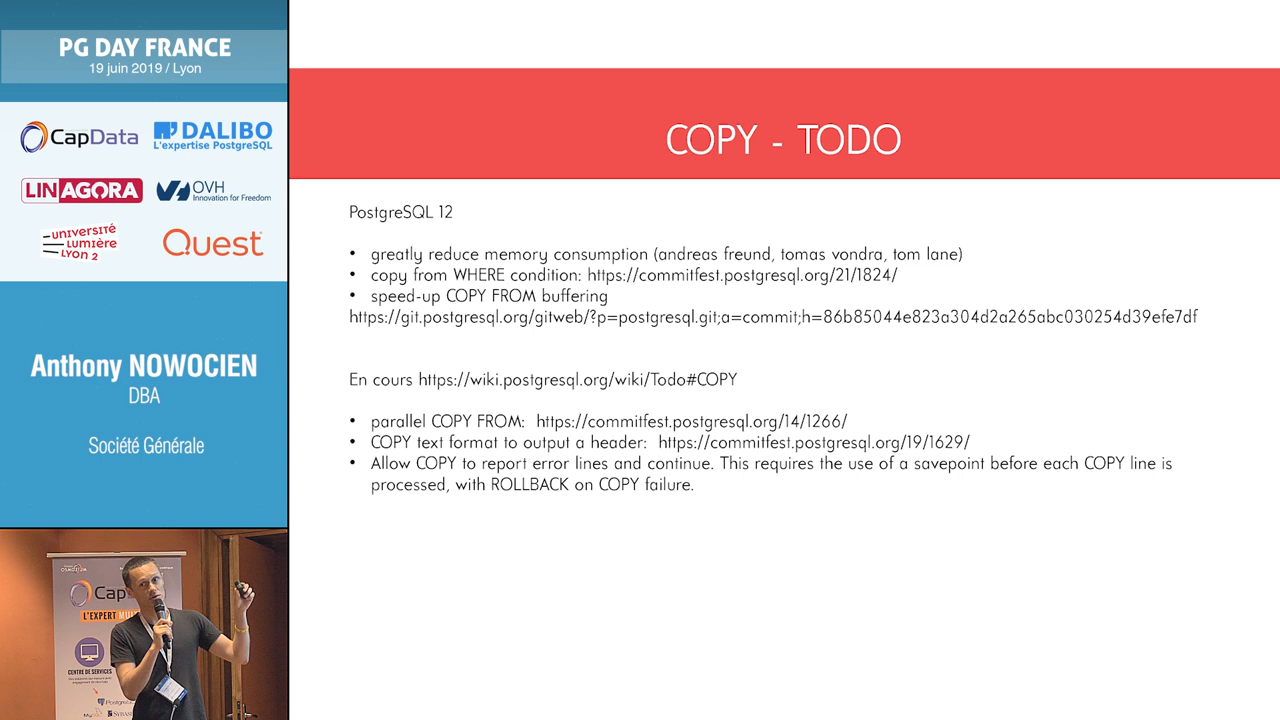 PG DAY FRANCE
19 juin 2019 / Lyon
CapData
DALIBO
L'expertise PostgreSQL
LINAGORA
OVH
Innovation for Freedom
UNIVERSITÉ
LUMIÈRE
LYON 2
Quest
Anthony NOWOCIEN
DBA
Société Générale
COPY - TODO
PostgreSQL 12
• greatly reduce memory consumption (andreas freund, tomas vondra, tom lane)
• copy from WHERE condition: https://commitfest.postgresql.org/21/1824/
• speed-up COPY FROM buffering
https://git.postgresql.org/gitweb/?p=postgresql.git;a=commit;h=86b85044e823a304d2a265abc030254d39efe7df
En cours https://wiki.postgresql.org/wiki/Todo#COPY
• parallel COPY FROM: https://commitfest.postgresql.org/14/1266/
• COPY text format to output a header: https://commitfest.postgresql.org/19/1629/
• Allow COPY to report error lines and continue. This requires the use of a savepoint before each COPY line is
processed, with ROLLBACK on COPY failure.
Cap
L'EXPERT
CENTRE DE SERVICES